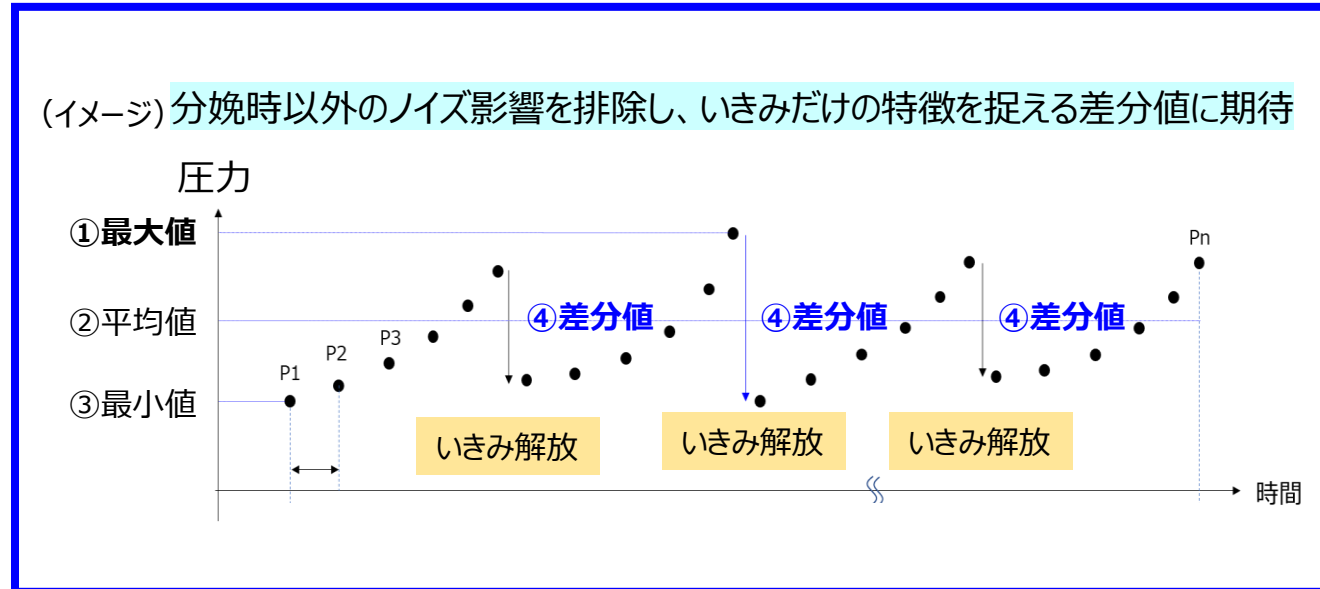 (イメージ) 分娩時以外のノイズ影響を排除し、いきみだけの特徴を捉える差分値に期待
圧力
①最大値
Pn
②平均値
④差分値 ④差分値 ④差分値
P3
P2
P1
③最小値
いきみ解放 いきみ解放 いきみ解放
時間